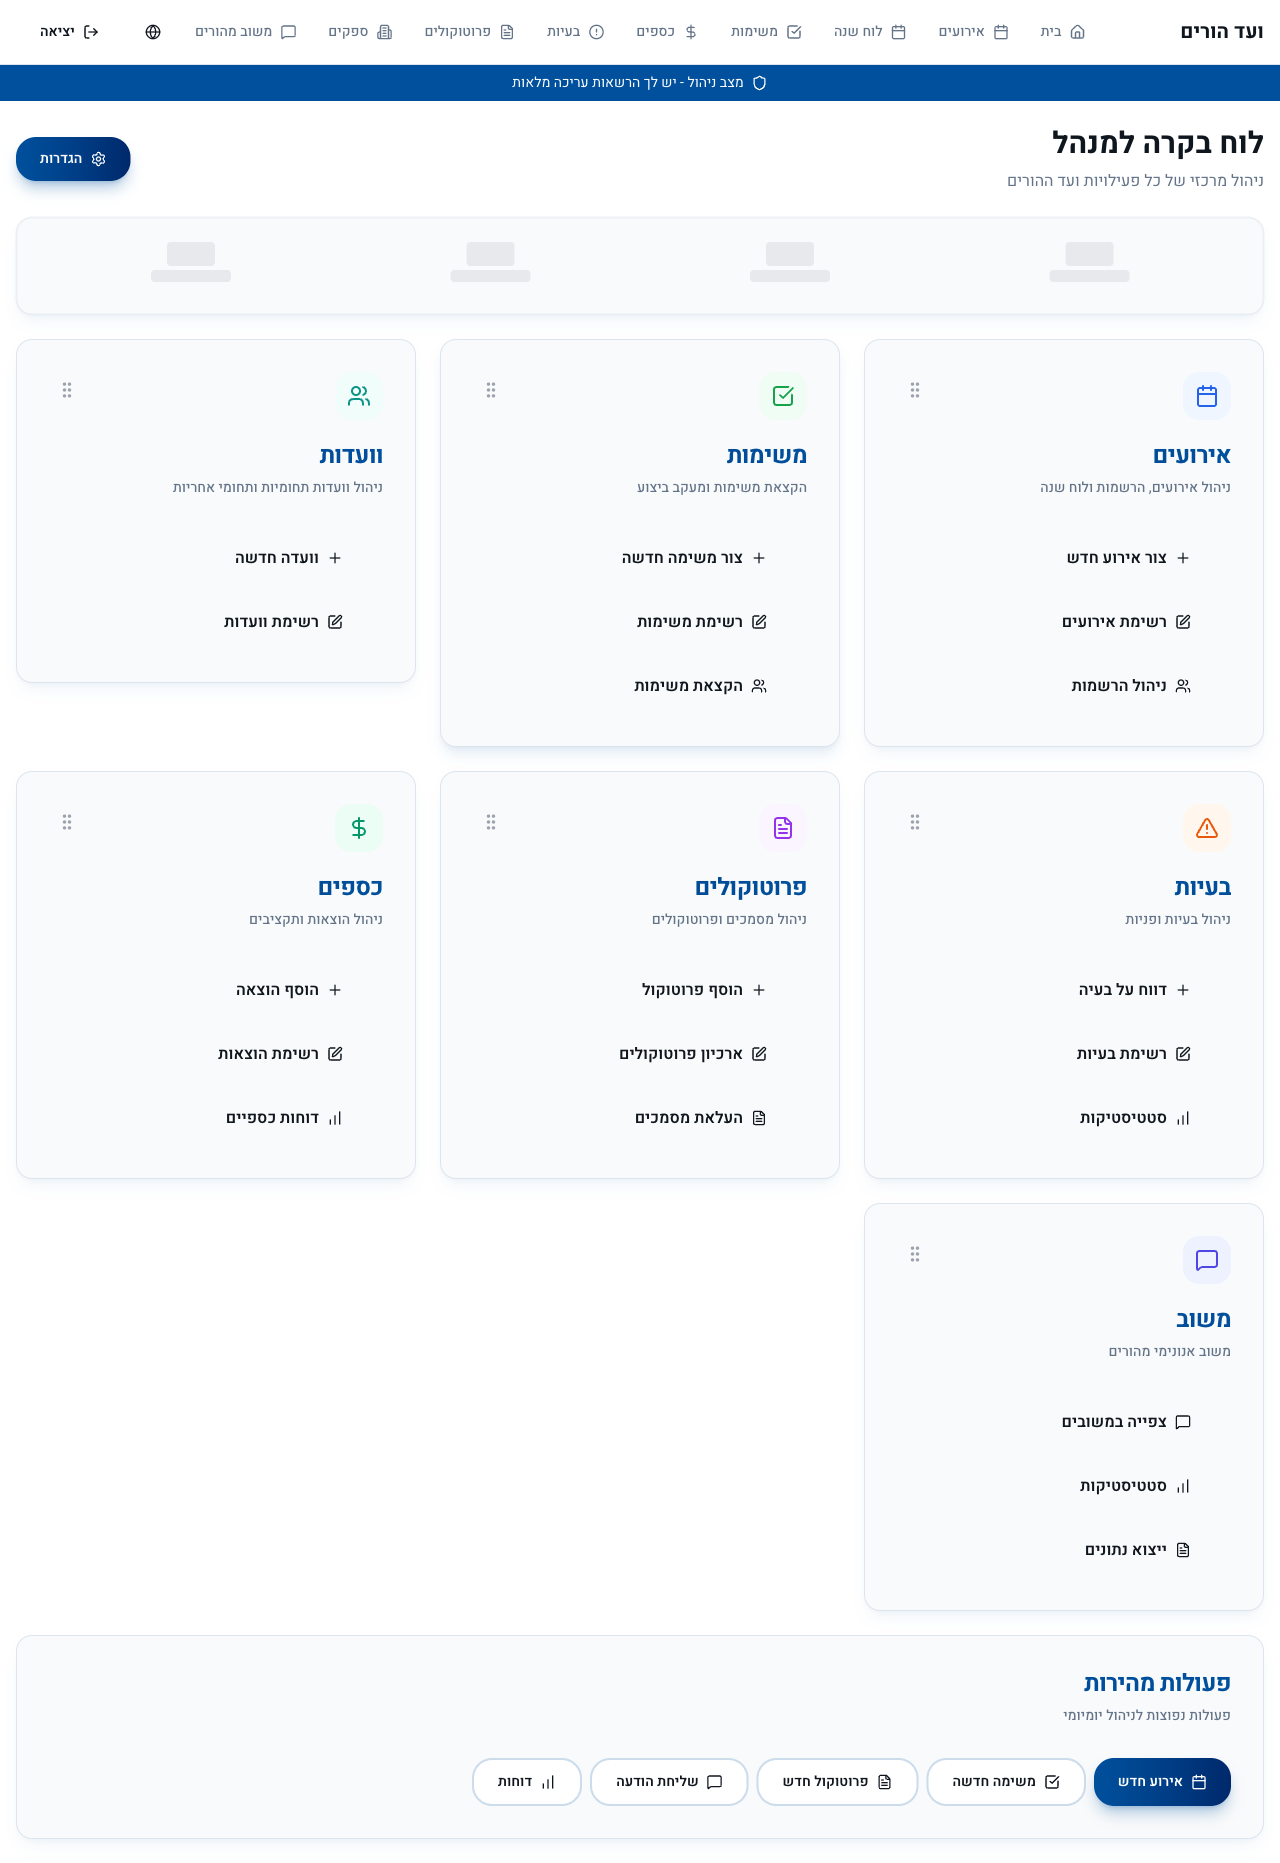 ועד הורים
בית
אירועים
לוח שנה
משימות
כספים
בעיות
פרוטוקולים
ספקים
משוב מהורים
יציאה
מצב ניהול - יש לך הרשאות עריכה מלאות
לוח בקרה למנהל
ניהול מרכזי של כל פעילויות ועד ההורים
הגדרות
אירועים
ניהול אירועים, הרשמות ולוח שנה
צור אירוע חדש
רשימת אירועים
ניהול הרשמות
משימות
הקצאת משימות ומעקב ביצוע
צור משימה חדשה
רשימת משימות
הקצאת משימות
וועדות
ניהול וועדות תחומיות ותחומי אחריות
וועדה חדשה
רשימת וועדות
בעיות
ניהול בעיות ופניות
דווח על בעיה
רשימת בעיות
סטטיסטיקות
פרוטוקולים
ניהול מסמכים ופרוטוקולים
הוסף פרוטוקול
ארכיון פרוטוקולים
העלאת מסמכים
כספים
ניהול הוצאות ותקציבים
הוסף הוצאה
רשימת הוצאות
דוחות כספיים
משוב
משוב אנונימי מהורים
צפייה במשובים
סטטיסטיקות
ייצוא נתונים
פעולות מהירות
פעולות נפוצות לניהול יומיומי
אירוע חדש
משימה חדשה
פרוטוקול חדש
שליחת הודעה
דוחות